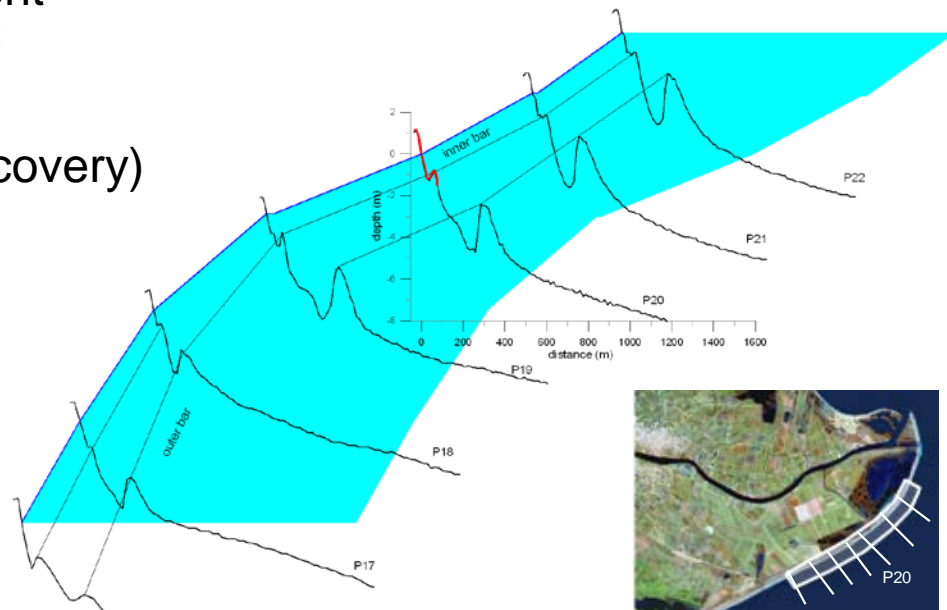 covery)
inner bar
2
0
-2
-4
-6
-8
depth (m)
0 200 400 600 800 1000 1200 1400 1600
distance (m)
P22
P21
P20
P19
P18
P17
outer bar
P20